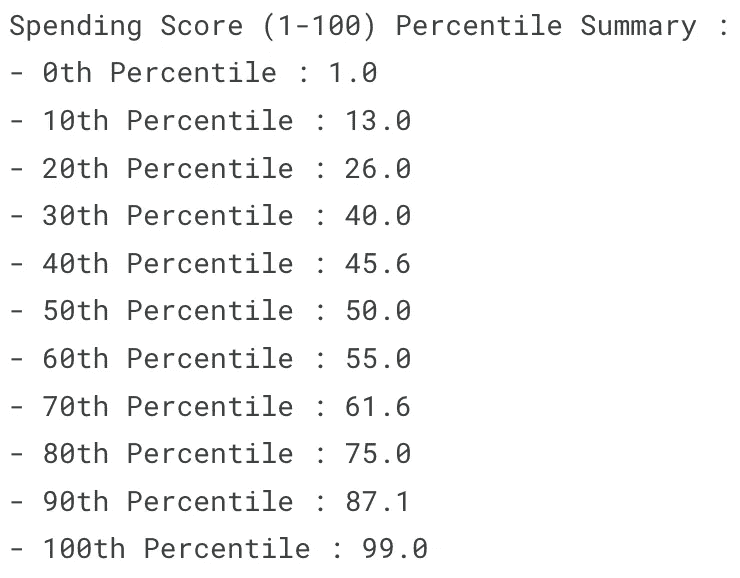 Spending Score (1-100) Percentile Summary :
- 0th Percentile : 1.0
- 10th Percentile : 13.0
- 20th Percentile : 26.0
- 30th Percentile : 40.0
- 40th Percentile : 45.6
- 50th Percentile : 50.0
- 60th Percentile : 55.0
- 70th Percentile : 61.6
- 80th Percentile : 75.0
- 90th Percentile : 87.1
- 100th Percentile : 99.0